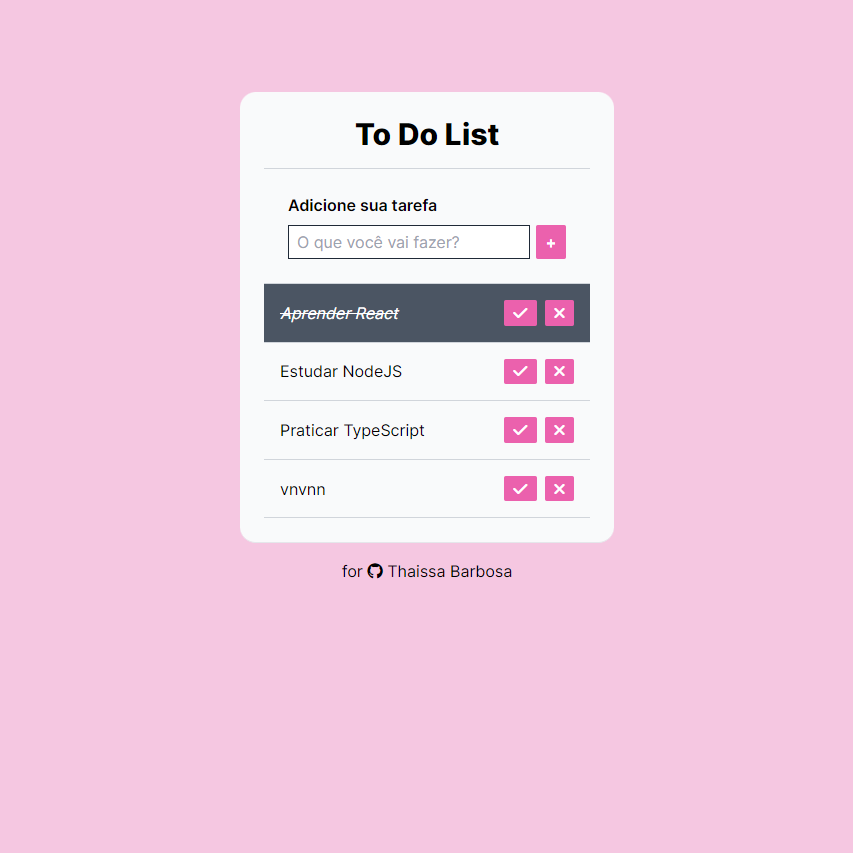 To Do List
Adicione sua tarefa
O que você vai fazer?
+
Aprender React
Estudar NodeJS
Praticar TypeScript
vnvnn
for Thaissa Barbosa